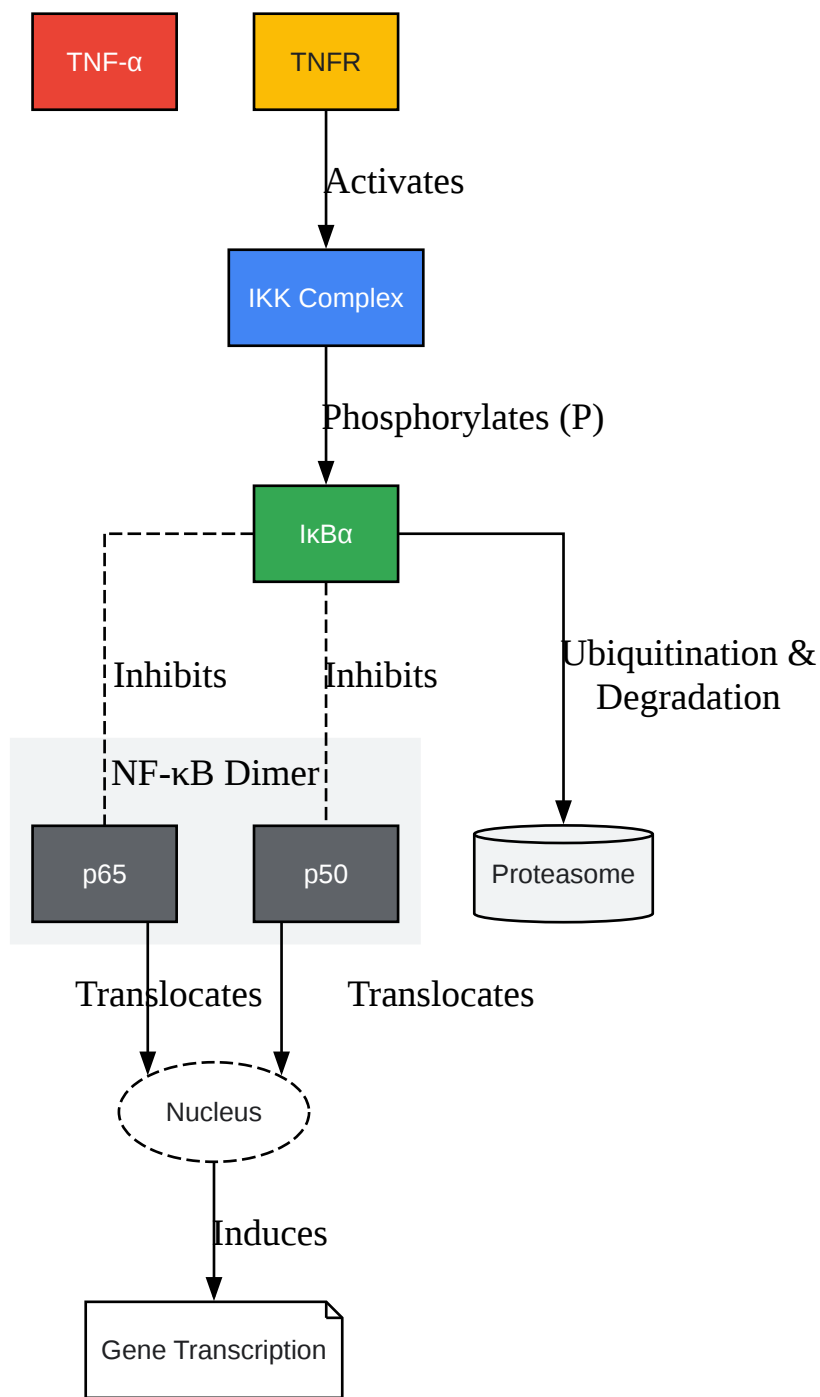 TNF-α
TNFR
Activates
IKK Complex
Phosphorylates (P)
IκBα
Inhibits
Inhibits
Ubiquitination &
Degradation
NF-κB Dimer
p65
p50
Proteasome
Translocates
Translocates
Nucleus
Induces
Gene Transcription